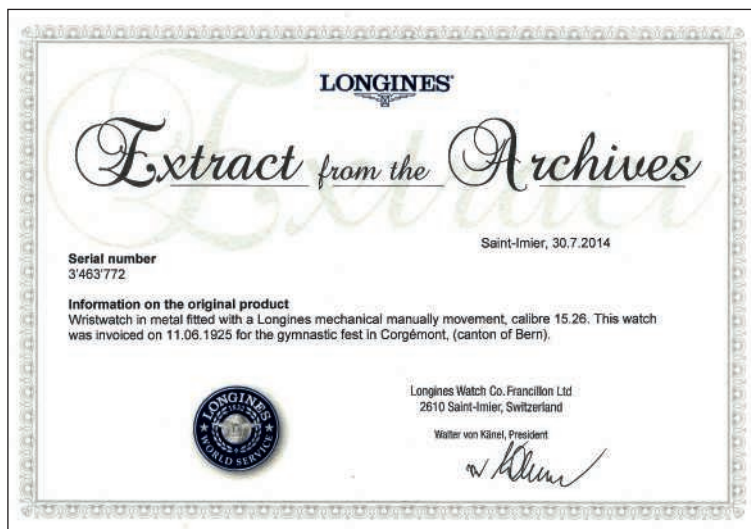 LONGINES
Extract from the Archives
Saint-Imier, 30.7.2014
Serial number
3'463'772
Information on the original product
Wristwatch in metal fitted with a Longines mechanical manually movement, calibre 15.26. This watch
was invoiced on 11.06.1925 for the gymnastic fest in Corgémont, (canton of Bern).
LONGINES
1832
WORLD SERVICE
Longines Watch Co. Francillon Ltd
2610 Saint-Imier, Switzerland
Walter von Känel, President